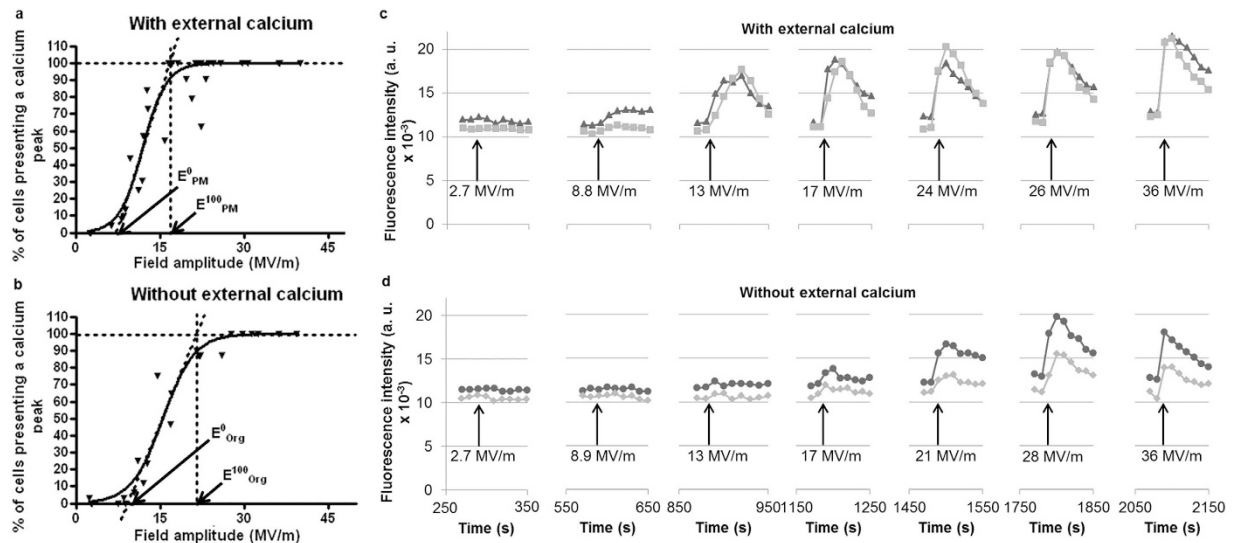 a
With external calcium
% of cells presenting a calcium
peak
110
100
90
80
70
60
50
40
30
20
10
0
E⁰PM
E¹⁰⁰PM
0
15
30
45
Field amplitude (MV/m)
b
Without external calcium
% of cells presenting a calcium
peak
110
100
90
80
70
60
50
40
30
20
10
0
E⁰Org
E¹⁰⁰Org
0
15
30
45
Field amplitude (MV/m)
c
With external calcium
Fluorescence intensity (a. u.
x 10⁻³)
20
15
10
5
0
2.7 MV/m
8.8 MV/m
13 MV/m
17 MV/m
24 MV/m
26 MV/m
36 MV/m
d
Without external calcium
Fluorescence intensity (a. u.
x 10⁻³)
20
15
10
5
0
2.7 MV/m
8.9 MV/m
13 MV/m
17 MV/m
21 MV/m
28 MV/m
36 MV/m
250 350
550 650
850 950
1150 1250
1450 1550
1750 1850
2050 2150
Time (s)
Time (s)
Time (s)
Time (s)
Time (s)
Time (s)
Time (s)